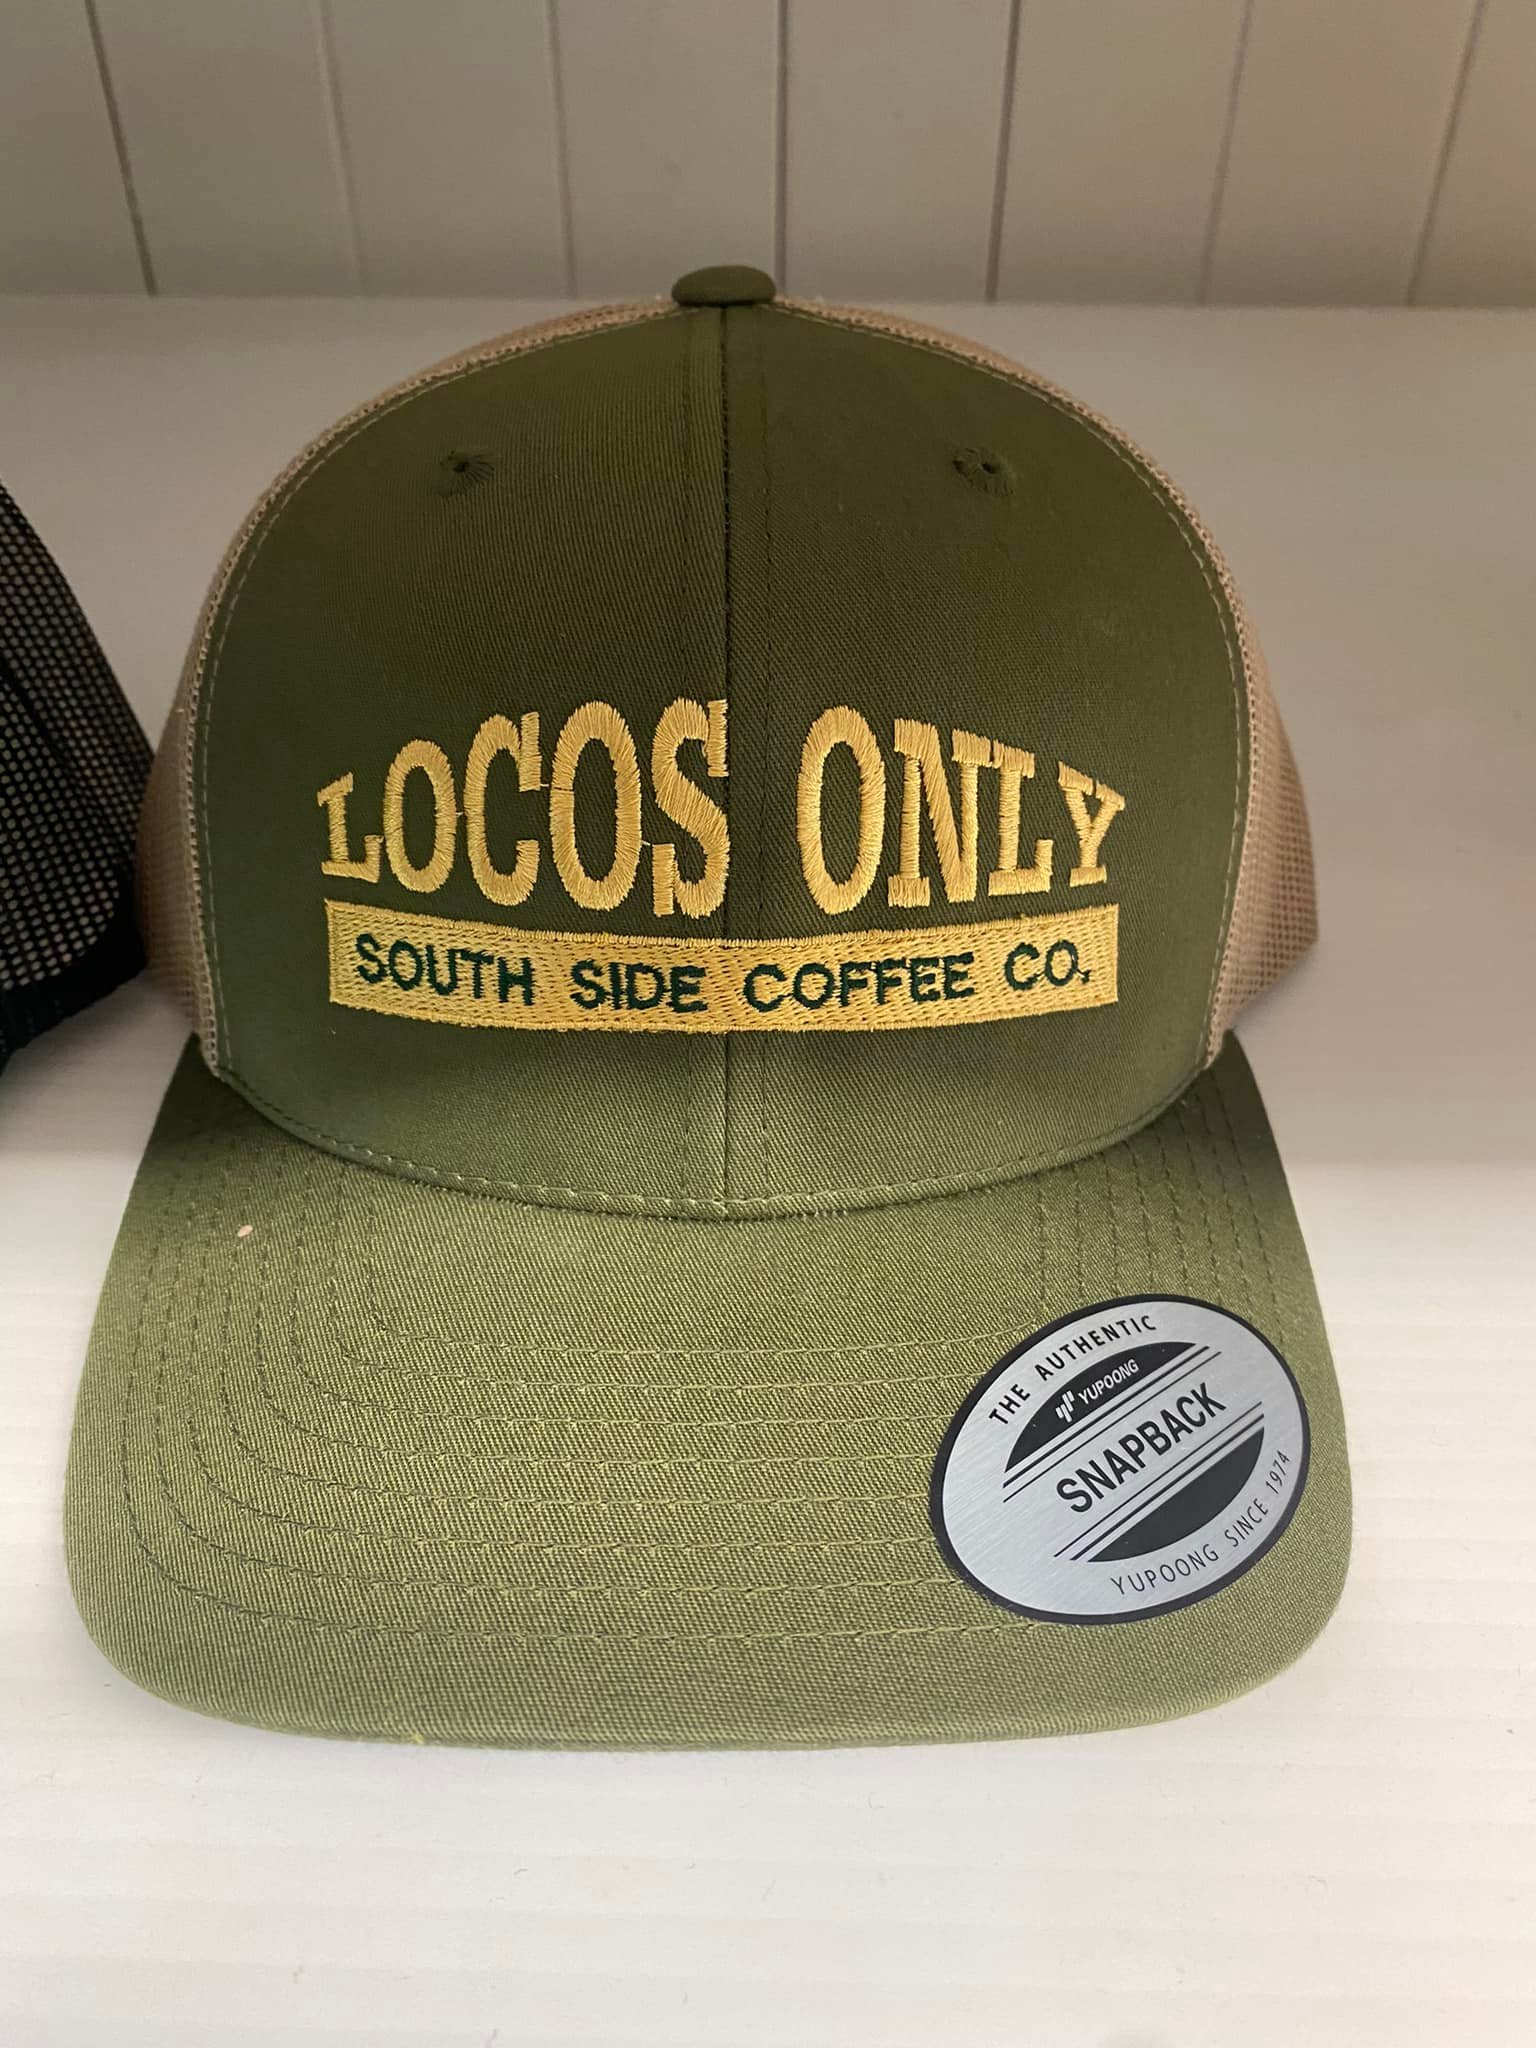 LOCOS ONLY
SOUTH SIDE COFFEE CO.
THE AUTHENTIC
YUPOONG
SNAPBACK
YUPOONG SINCE 1974